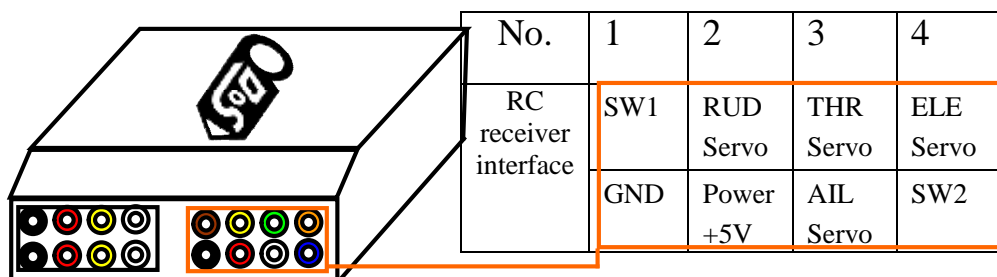 No. 1 2 3 4
RC receiver interface SW1 RUD Servo THR Servo ELE Servo
GND Power +5V AIL Servo SW2